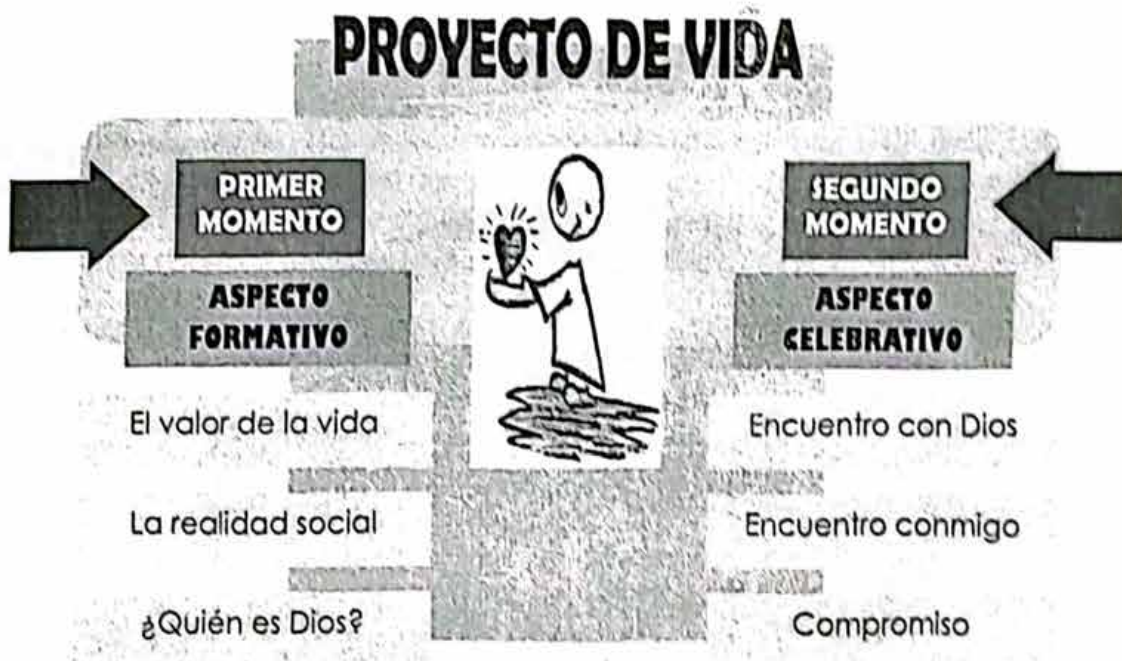 PROYECTO DE VIDA
PRIMER
MOMENTO
ASPECTO
FORMATIVO
El valor de la vida
La realidad social
¿Quién es Dios?
SEGUNDO
MOMENTO
ASPECTO
CELEBRATIVO
Encuentro con Dios
Encuentro conmigo
Compromiso